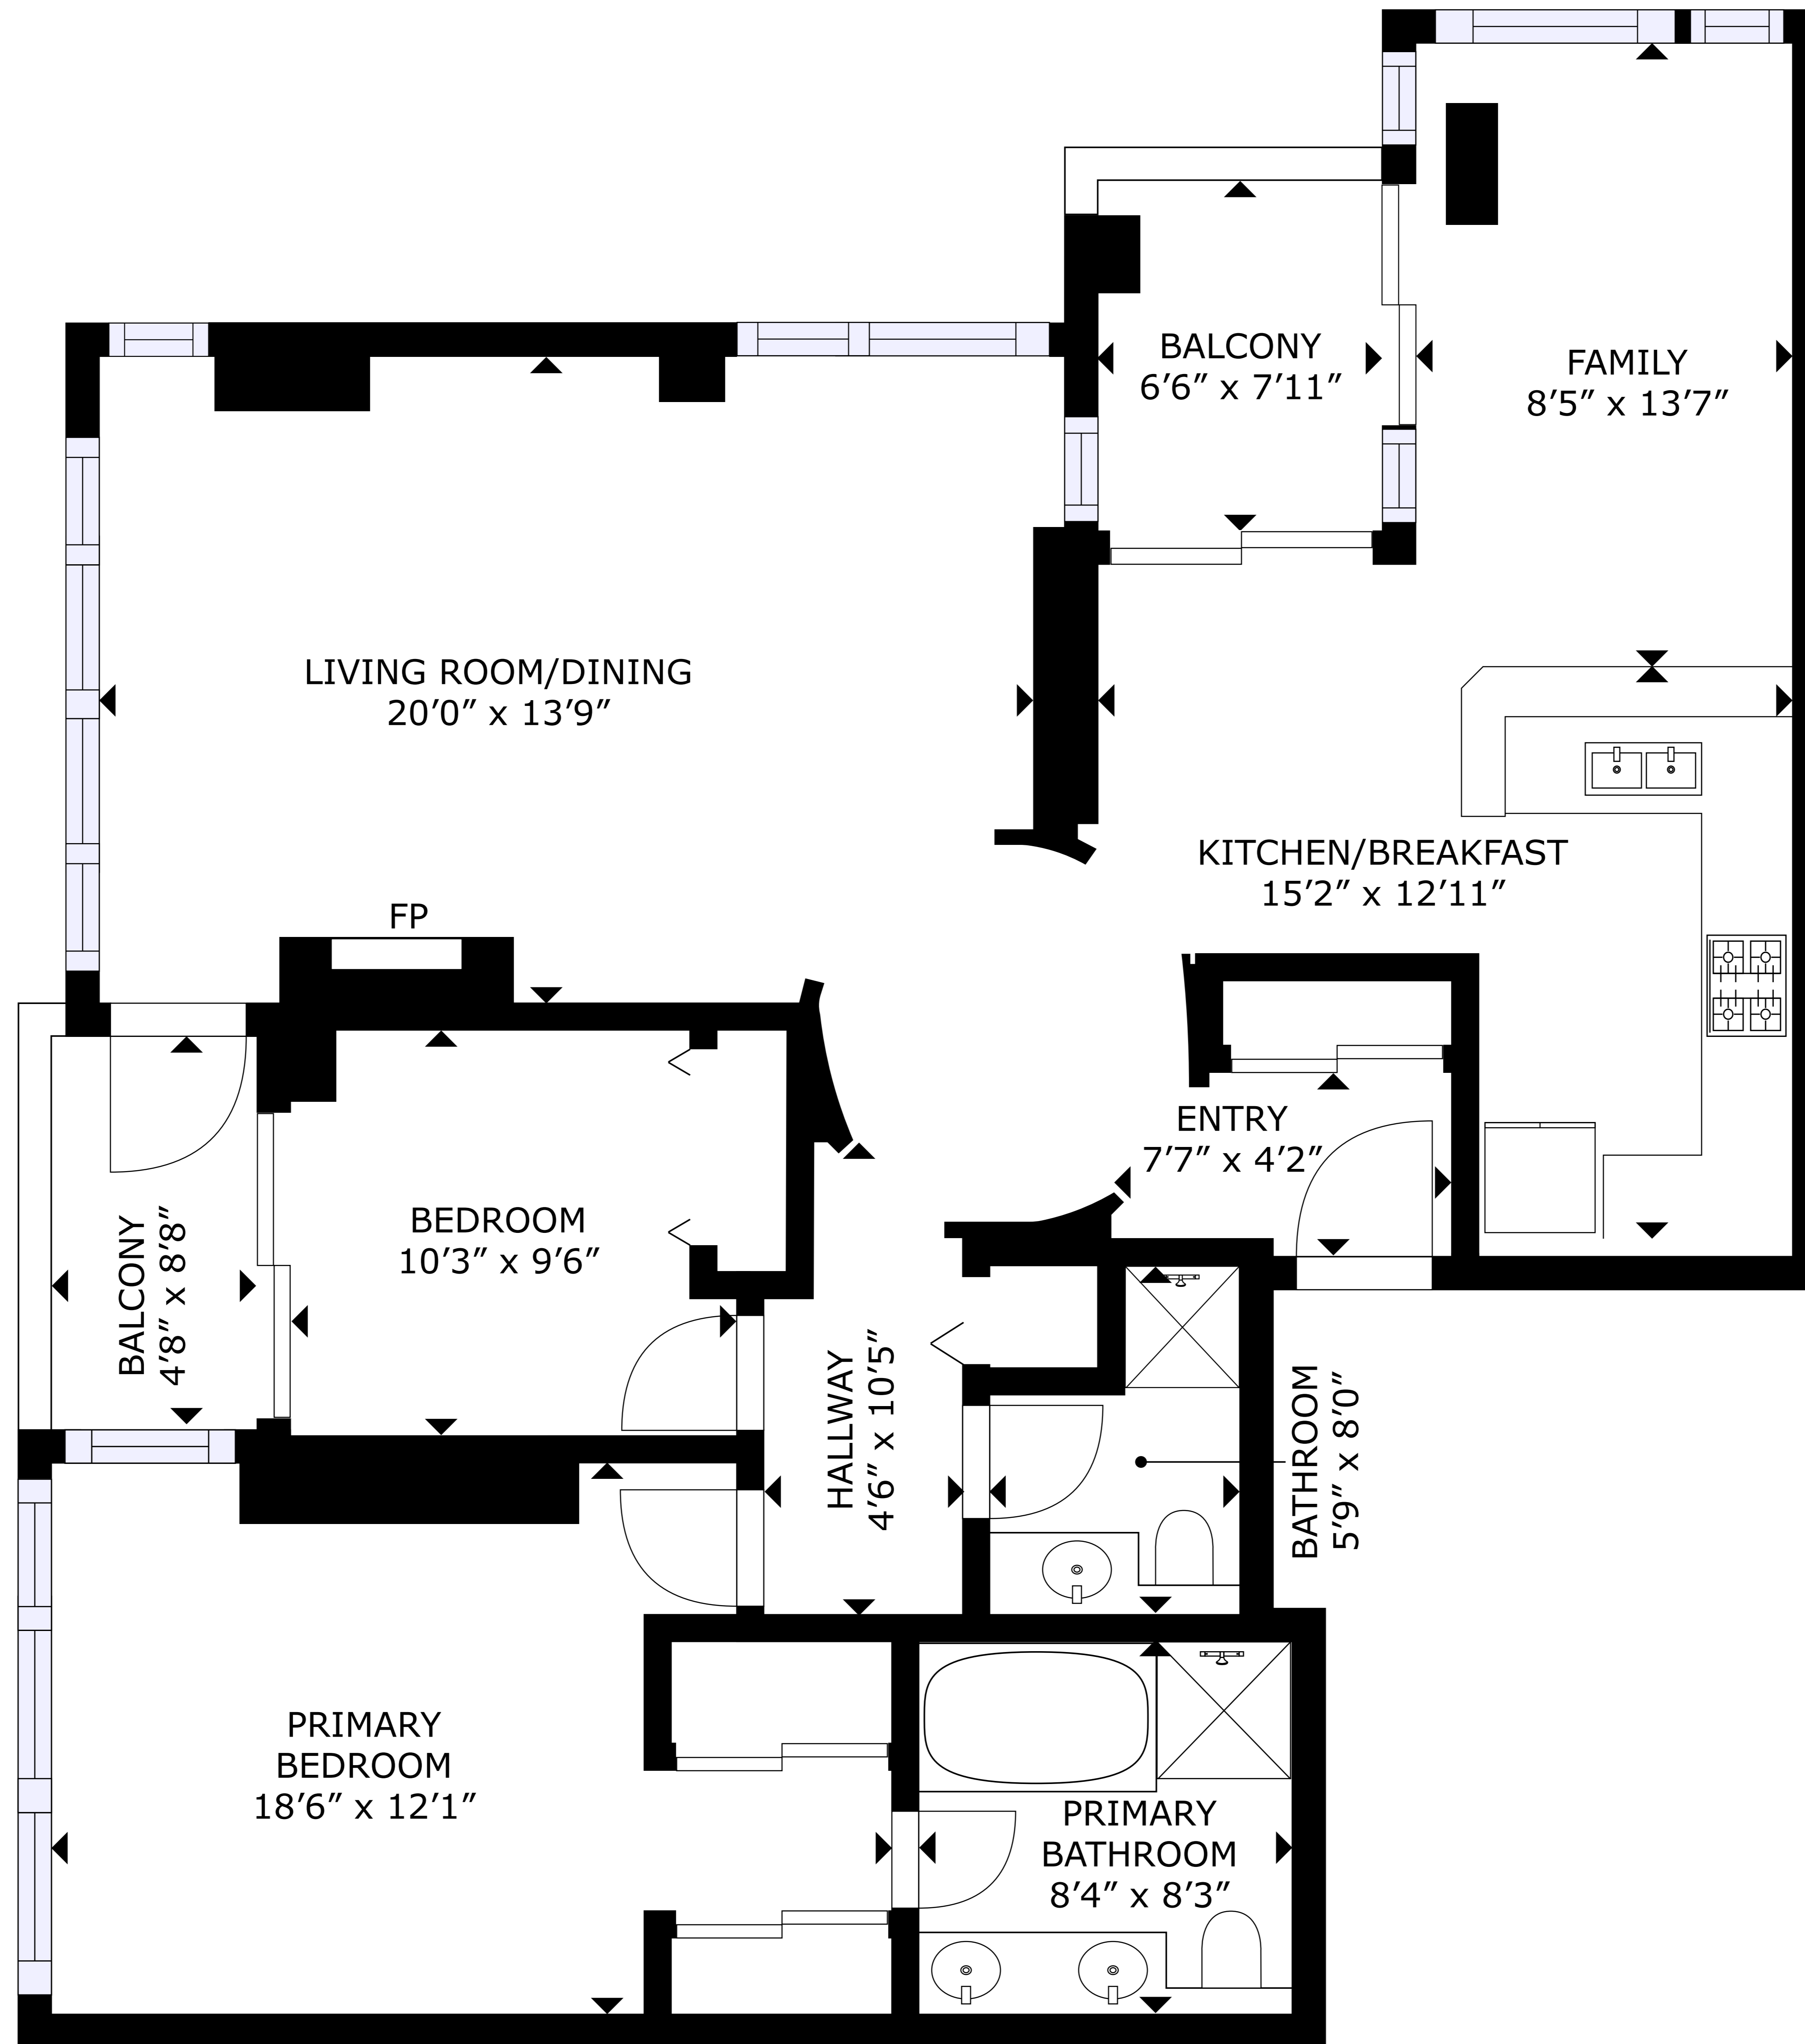 BALCONY
6’6” x 7’11”
FAMILY
8’5” x 13’7”
LIVING ROOM/DINING
20’0” x 13’9”
KITCHEN/BREAKFAST
15’2” x 12’11”
FP
ENTRY
7’7” x 4’2”
BALCONY
4’8” x 8’8”
BEDROOM
10’3” x 9’6”
HALLWAY
4’6” x 10’5”
BATHROOM
5’9” x 8’0”
PRIMARY
BEDROOM
18’6” x 12’1”
PRIMARY
BATHROOM
8’4” x 8’3”